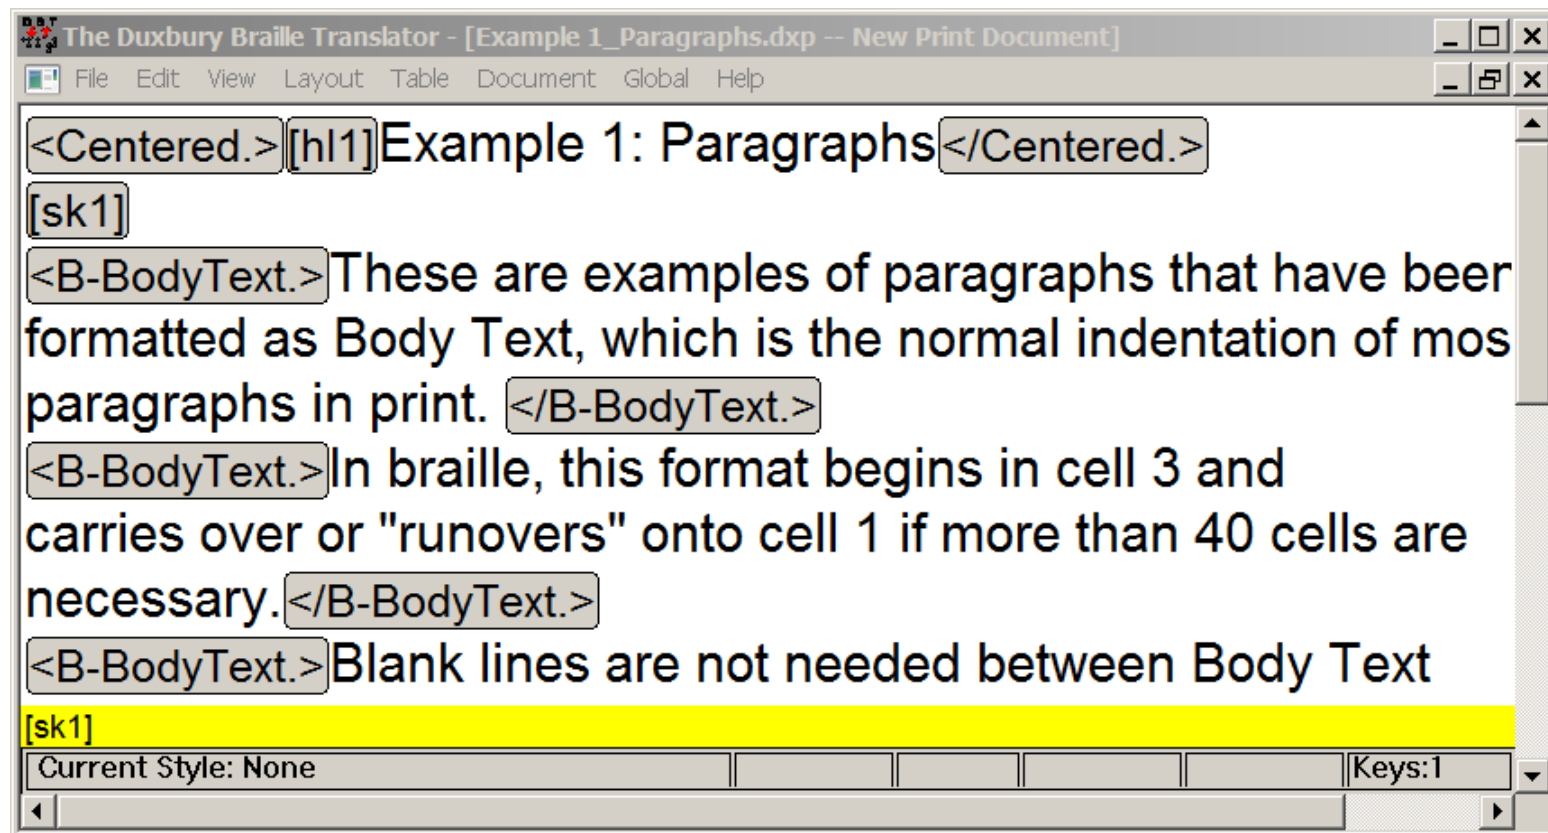 The Duxbury Braille Translator - [Example 1_Paragraphs.dxp -- New Print Document]
File Edit View Layout Table Document Global Help
<Centered.>[hl1]Example 1: Paragraphs</Centered.>
[sk1]
<B-BodyText.>These are examples of paragraphs that have been
formatted as Body Text, which is the normal indentation of mos
paragraphs in print. </B-BodyText.>
<B-BodyText.>In braille, this format begins in cell 3 and
carries over or "runovers" onto cell 1 if more than 40 cells are
necessary.</B-BodyText.>
<B-BodyText.>Blank lines are not needed between Body Text
[sk1]
Current Style: None Keys:1